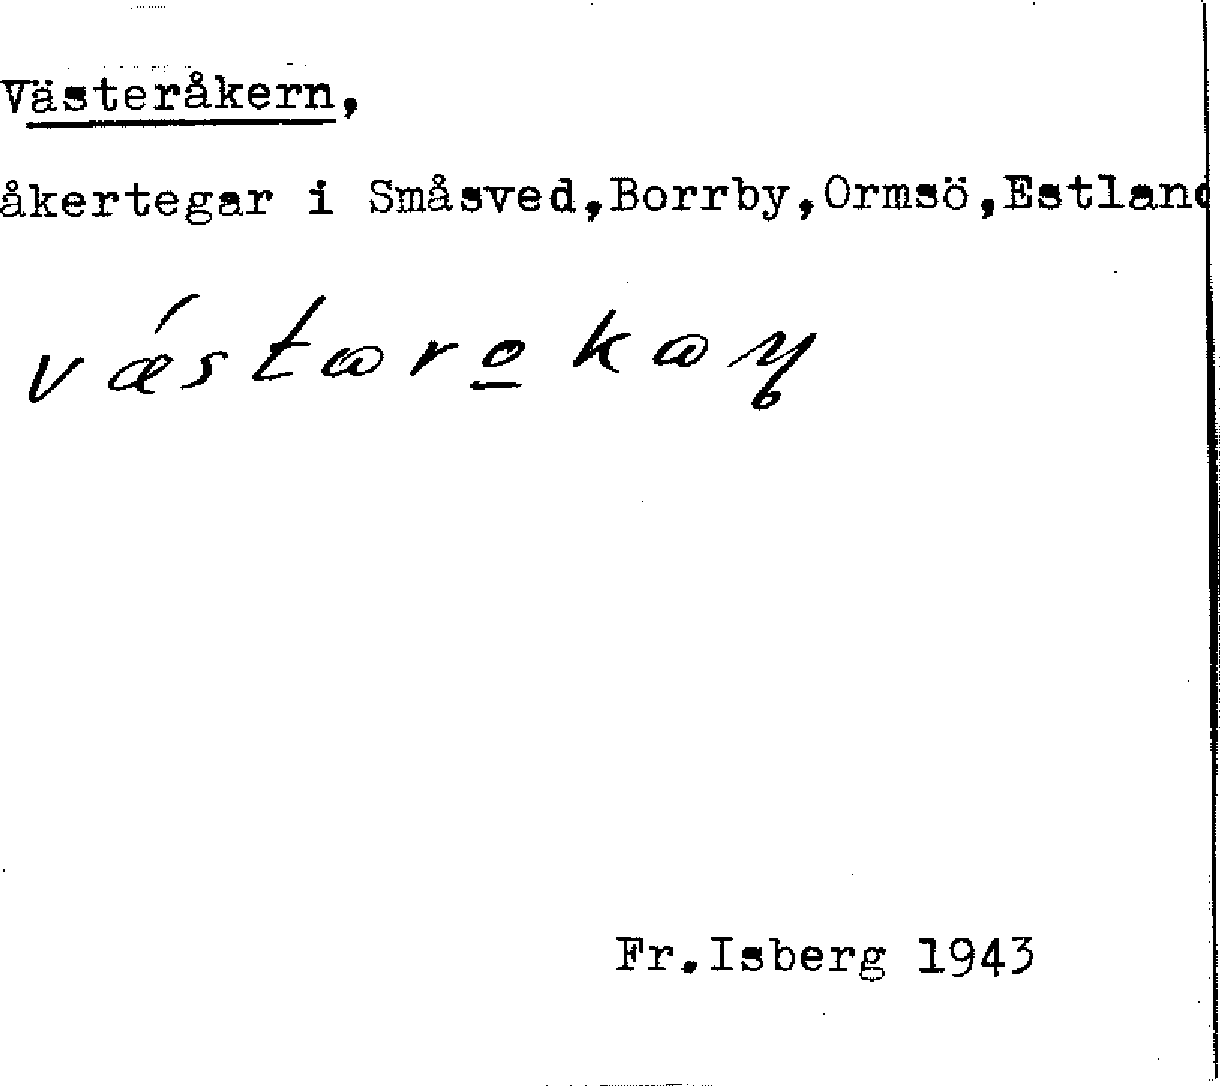 Västeråkern,
åkertegar i Småsved,Borrby,Ormsö,Estland
Fr.Isberg 1943